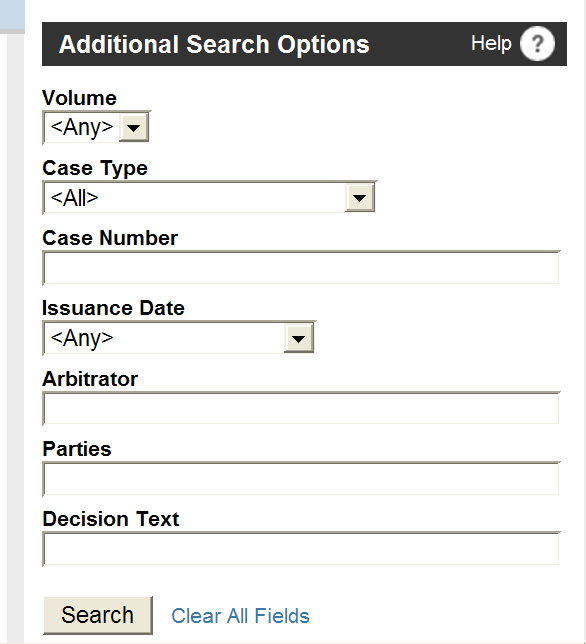 Additional Search Options Help ?
Volume
<Any>
Case Type
<All>
Case Number
Issuance Date
<Any>
Arbitrator
Parties
Decision Text
Search Clear All Fields